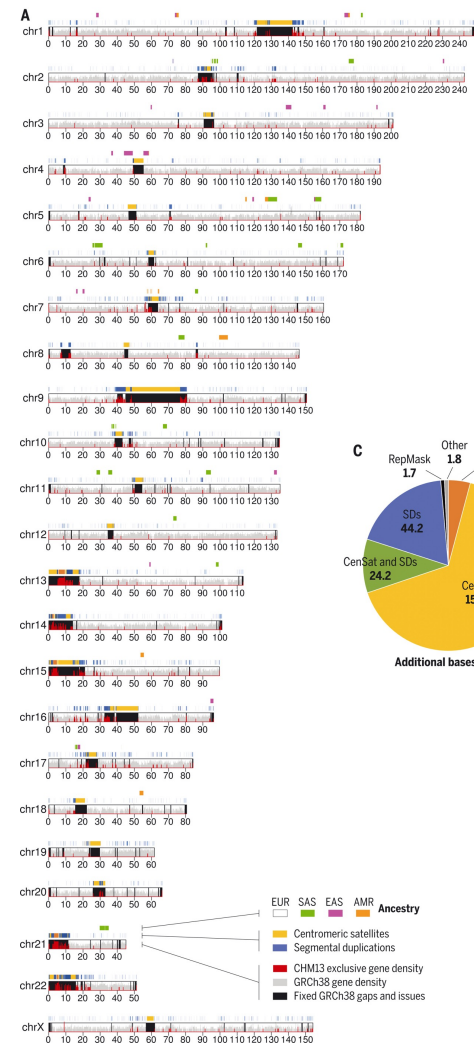 A
chr1
0 10 20 30 40 50 60 70 80 90 100 110 120 130 140 150 160 170 180 190 200 210 220 230 240
chr2
0 10 20 30 40 50 60 70 80 90 100 110 120 130 140 150 160 170 180 190 200 210 220 230 240
chr3
0 10 20 30 40 50 60 70 80 90 100 110 120 130 140 150 160 170 180 190 200
chr4
0 10 20 30 40 50 60 70 80 90 100 110 120 130 140 150 160 170 180 190
chr5
0 10 20 30 40 50 60 70 80 90 100 110 120 130 140 150 160 170 180
chr6
0 10 20 30 40 50 60 70 80 90 100 110 120 130 140 150 160 170
chr7
0 10 20 30 40 50 60 70 80 90 100 110 120 130 140 150 160
chr8
0 10 20 30 40 50 60 70 80 90 100 110 120 130 140
chr9
0 10 20 30 40 50 60 70 80 90 100 110 120 130 140 150
chr10
0 10 20 30 40 50 60 70 80 90 100 110 120 130
C
RepMask
1.7
Other
1.8
SDs
44.2
CenSat and SDs
24.2
Ce
15
Additional bases
chr11
0 10 20 30 40 50 60 70 80 90 100 110 120 130
chr12
0 10 20 30 40 50 60 70 80 90 100 110 120 130
chr13
0 10 20 30 40 50 60 70 80 90 100 110
chr14
0 10 20 30 40 50 60 70 80 90 100
chr15
0 10 20 30 40 50 60 70 80 90
chr16
0 10 20 30 40 50 60 70 80 90
chr17
0 10 20 30 40 50 60 70 80
chr18
0 10 20 30 40 50 60 70 80
chr19
0 10 20 30 40 50 60
chr20
0 10 20 30 40 50 60
chr21
0 10 20 30 40
chr22
0 10 20 30 40 50
chrX
0 10 20 30 40 50 60 70 80 90 100 110 120 130 140 150
EUR SAS EAS AMR Ancestry
Centromeric satellites
Segmental duplications
CHM13 exclusive gene density
GRCh38 gene density
Fixed GRCh38 gaps and issues